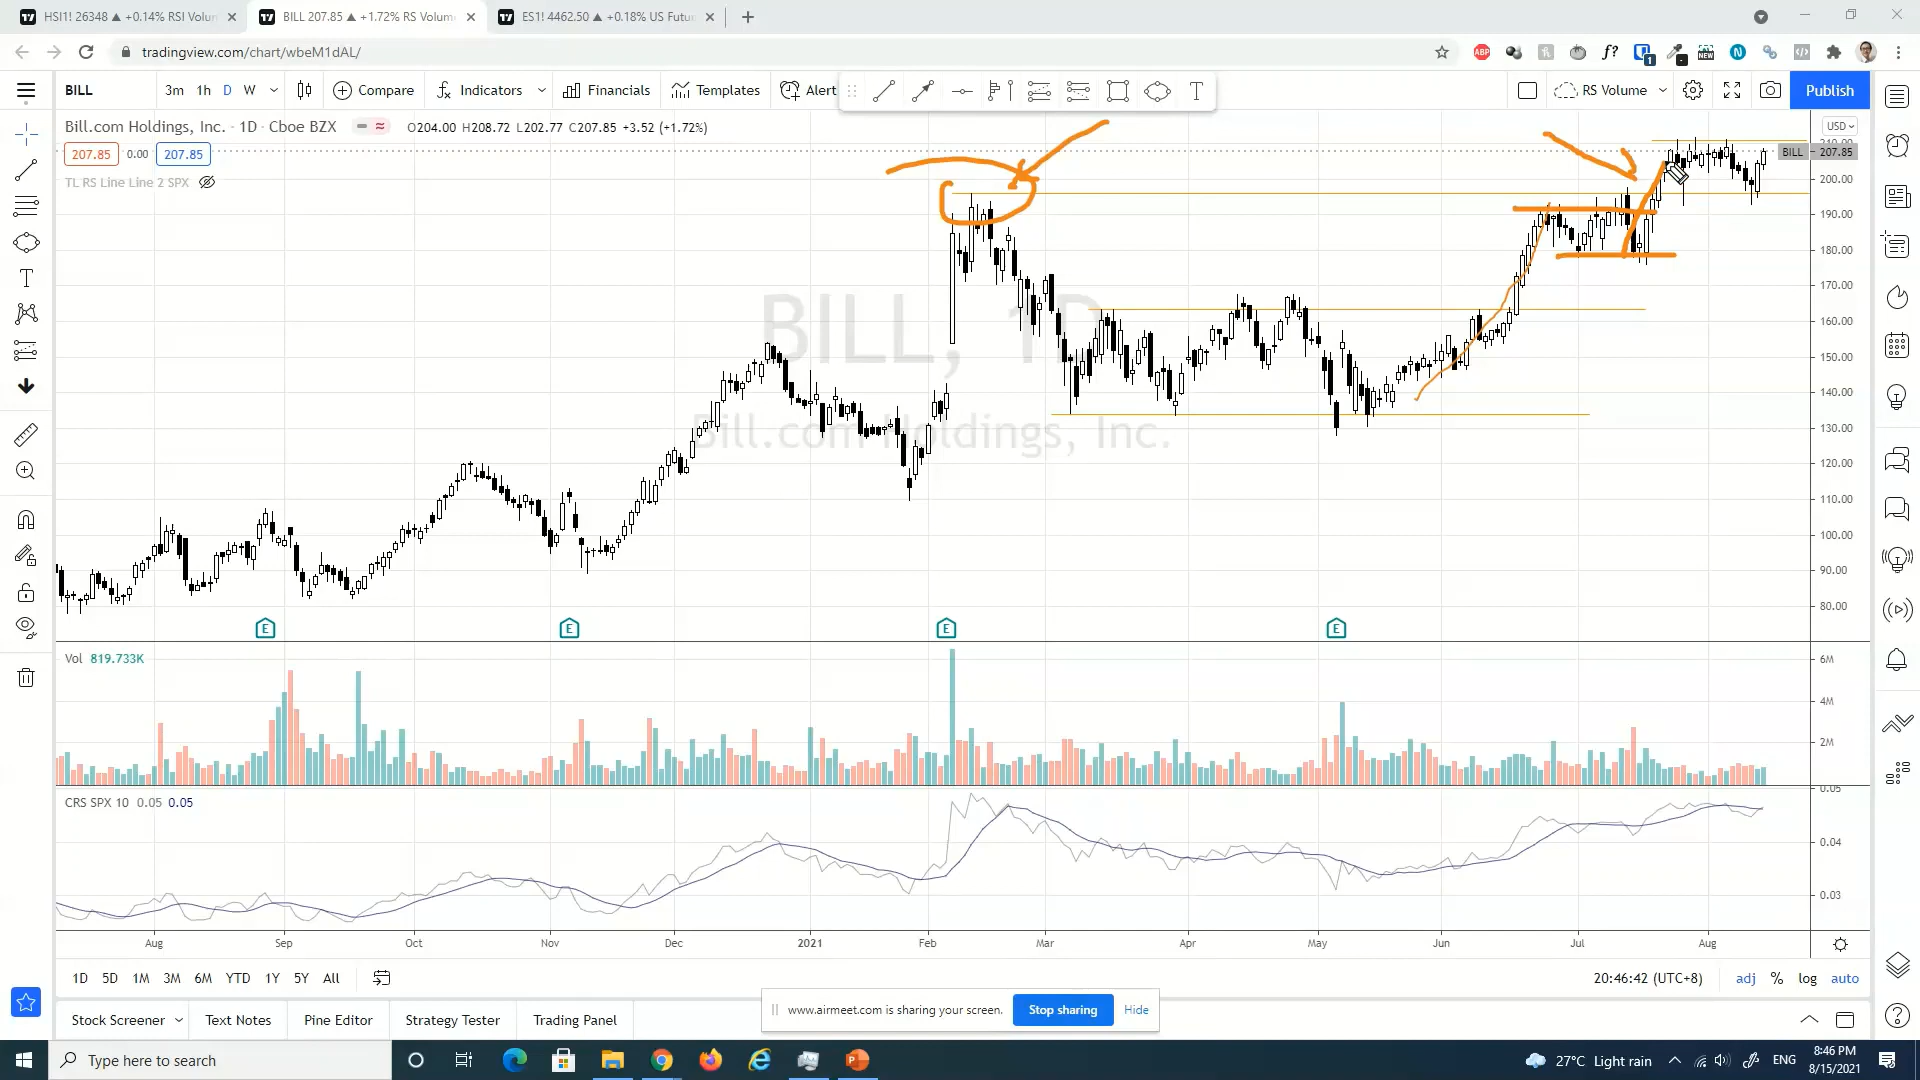 HSI1! 26348 ▲ +0.14% RSI Volun
BILL 207.85 ▲ +1.72% RS Volum
ES1! 4462.50 ▲ +0.18% US Futu
tradingview.com/chart/wbeM1dAL/
BILL
3m 1h D W
Compare
Indicators
Financials
Templates
Alert
RS Volume
Publish
Bill.com Holdings, Inc. · 1D · Cboe BZX
O204.00 H208.72 L202.77 C207.85 +3.52 (+1.72%)
USD
207.85 0.00 207.85
BILL 207.85
TL RS Line Line 2 SPX
210.00
200.00
190.00
180.00
170.00
160.00
150.00
140.00
130.00
120.00
110.00
100.00
90.00
80.00
BILL, 1D
Bill.com Holdings, Inc.
E E E E
Vol 819.733K
6M
4M
2M
CRS SPX 10 0.05 0.05
0.05
0.04
0.03
Aug Sep Oct Nov Dec 2021 Feb Mar Apr May Jun Jul Aug
1D 5D 1M 3M 6M YTD 1Y 5Y All
20:46:42 (UTC+8) adj % log auto
www.airmeet.com is sharing your screen. Stop sharing Hide
Stock Screener Text Notes Pine Editor Strategy Tester Trading Panel
Type here to search
27°C Light rain
ENG
8:46 PM
8/15/2021